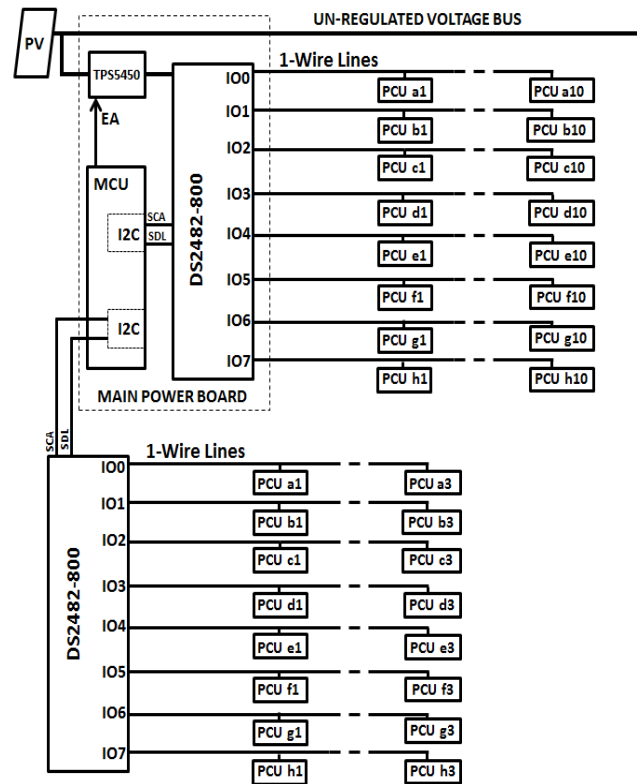 UN-REGULATED VOLTAGE BUS
PV
TPS5450
1-Wire Lines
EA
MCU
I2C
SCA
SDL
I2C
DS2482-800
IO0
PCU a1
PCU a10
IO1
PCU b1
PCU b10
IO2
PCU c1
PCU c10
IO3
PCU d1
PCU d10
IO4
PCU e1
PCU e10
IO5
PCU f1
PCU f10
IO6
PCU g1
PCU g10
IO7
PCU h1
PCU h10
MAIN POWER BOARD
SCA
SDL
1-Wire Lines
DS2482-800
IO0
PCU a1
PCU a3
IO1
PCU b1
PCU b3
IO2
PCU c1
PCU c3
IO3
PCU d1
PCU d3
IO4
PCU e1
PCU e3
IO5
PCU f1
PCU f3
IO6
PCU g1
PCU g3
IO7
PCU h1
PCU h3